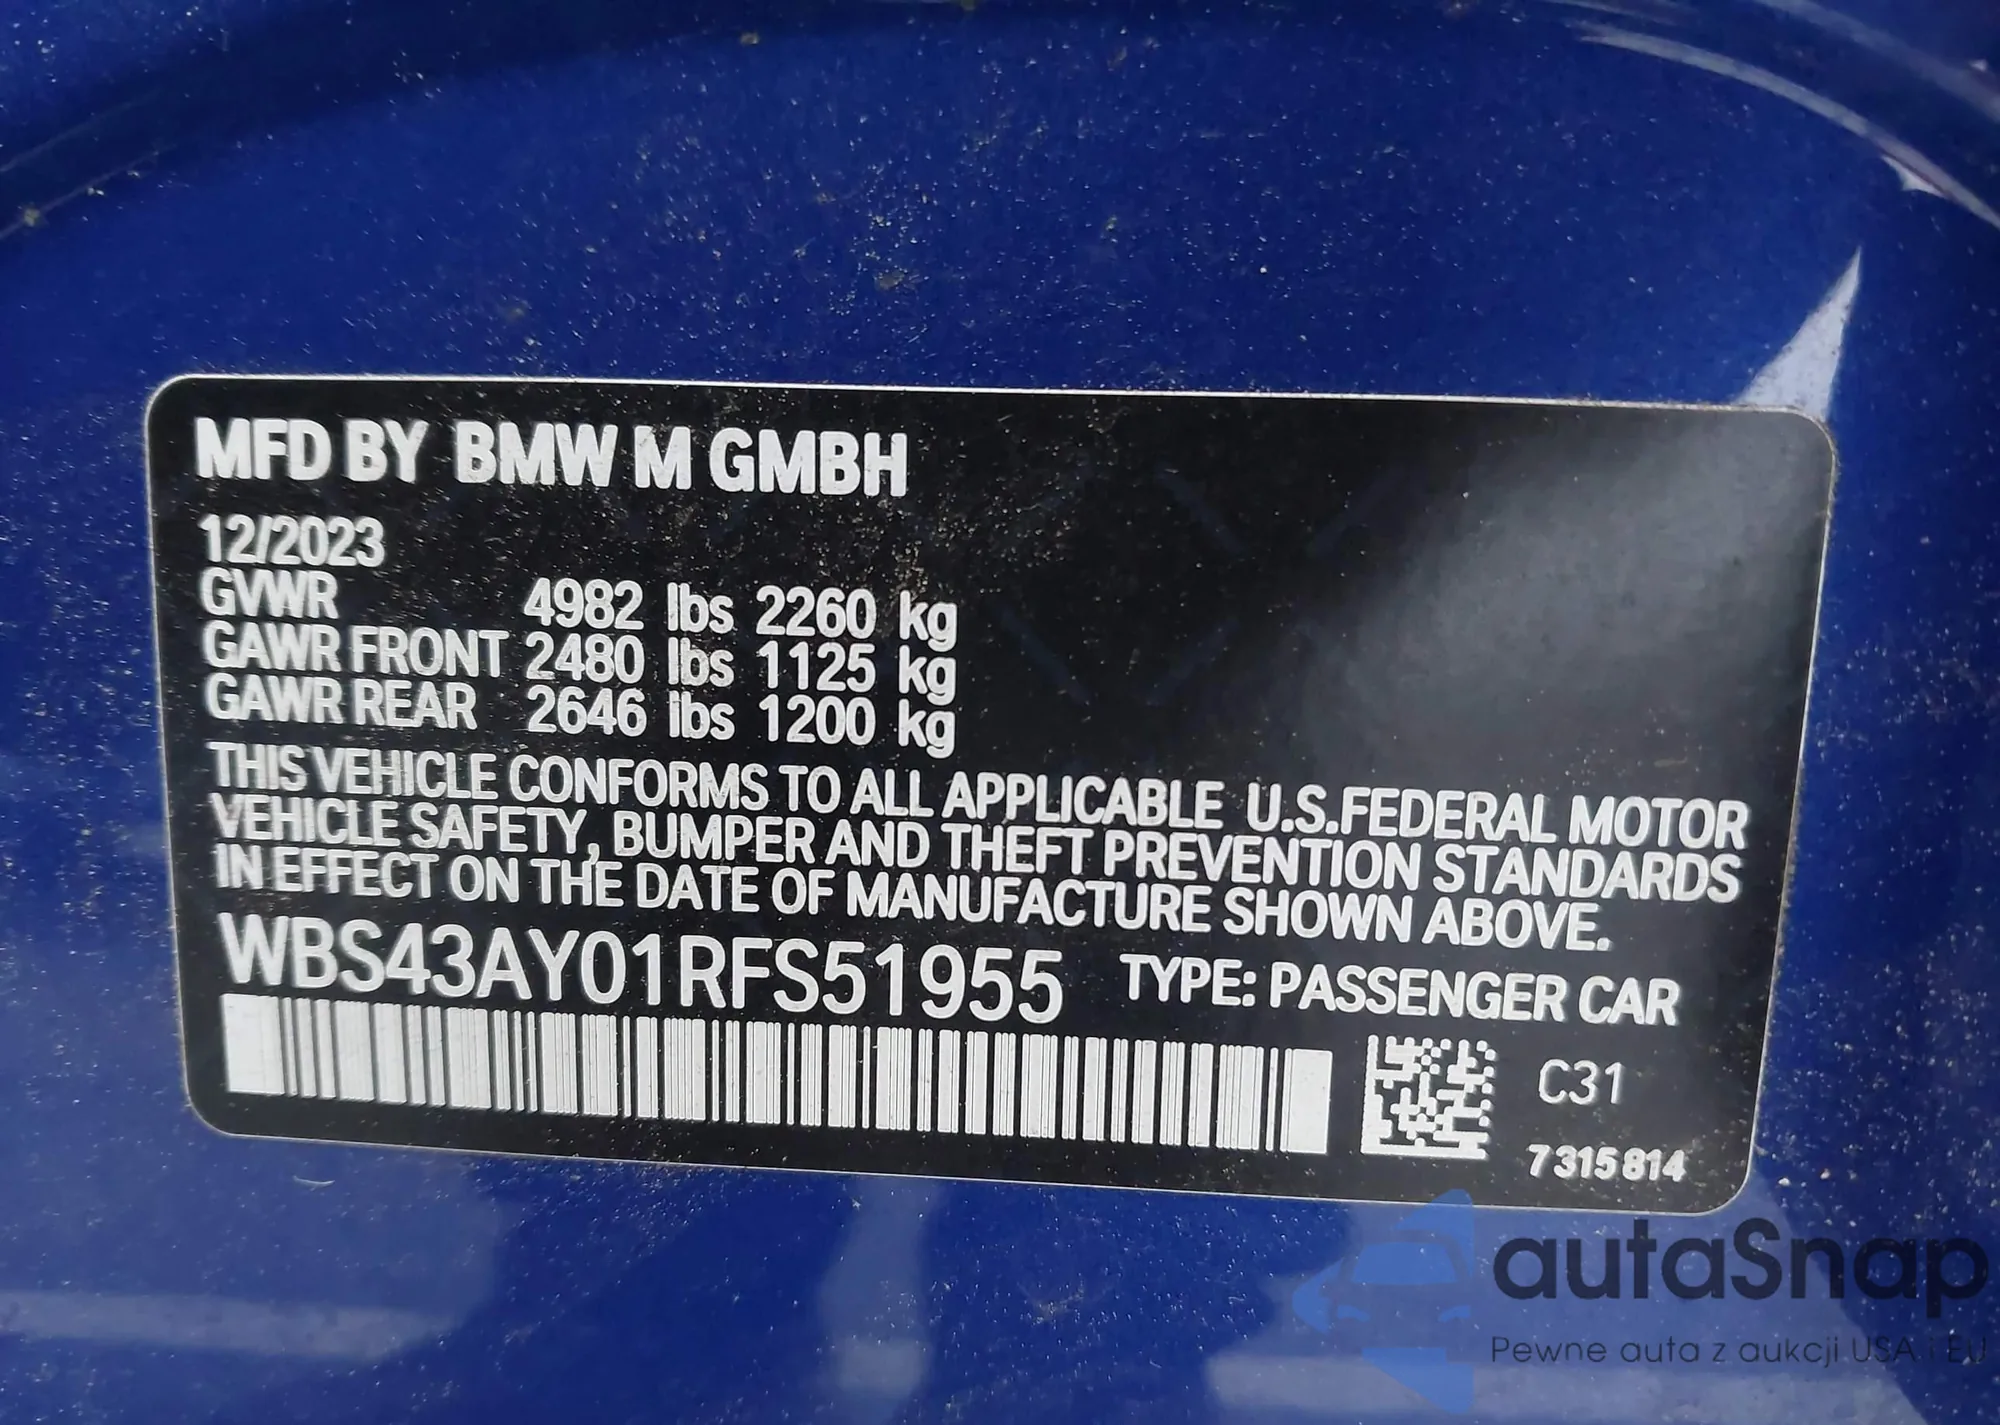 MFD BY BMW M GMBH
12/2023
GVWR 4982 lbs 2260 kg
GAWR FRONT 2480 lbs 1125 kg
GAWR REAR 2646 lbs 1200 kg
THIS VEHICLE CONFORMS TO ALL APPLICABLE U.S.FEDERAL MOTOR
VEHICLE SAFETY, BUMPER AND THEFT PREVENTION STANDARDS
IN EFFECT ON THE DATE OF MANUFACTURE SHOWN ABOVE.
WBS43AY01RFS51955 TYPE: PASSENGER CAR
C31
7 315 814
autaSnap
Pewne auta z aukcji USA i EU